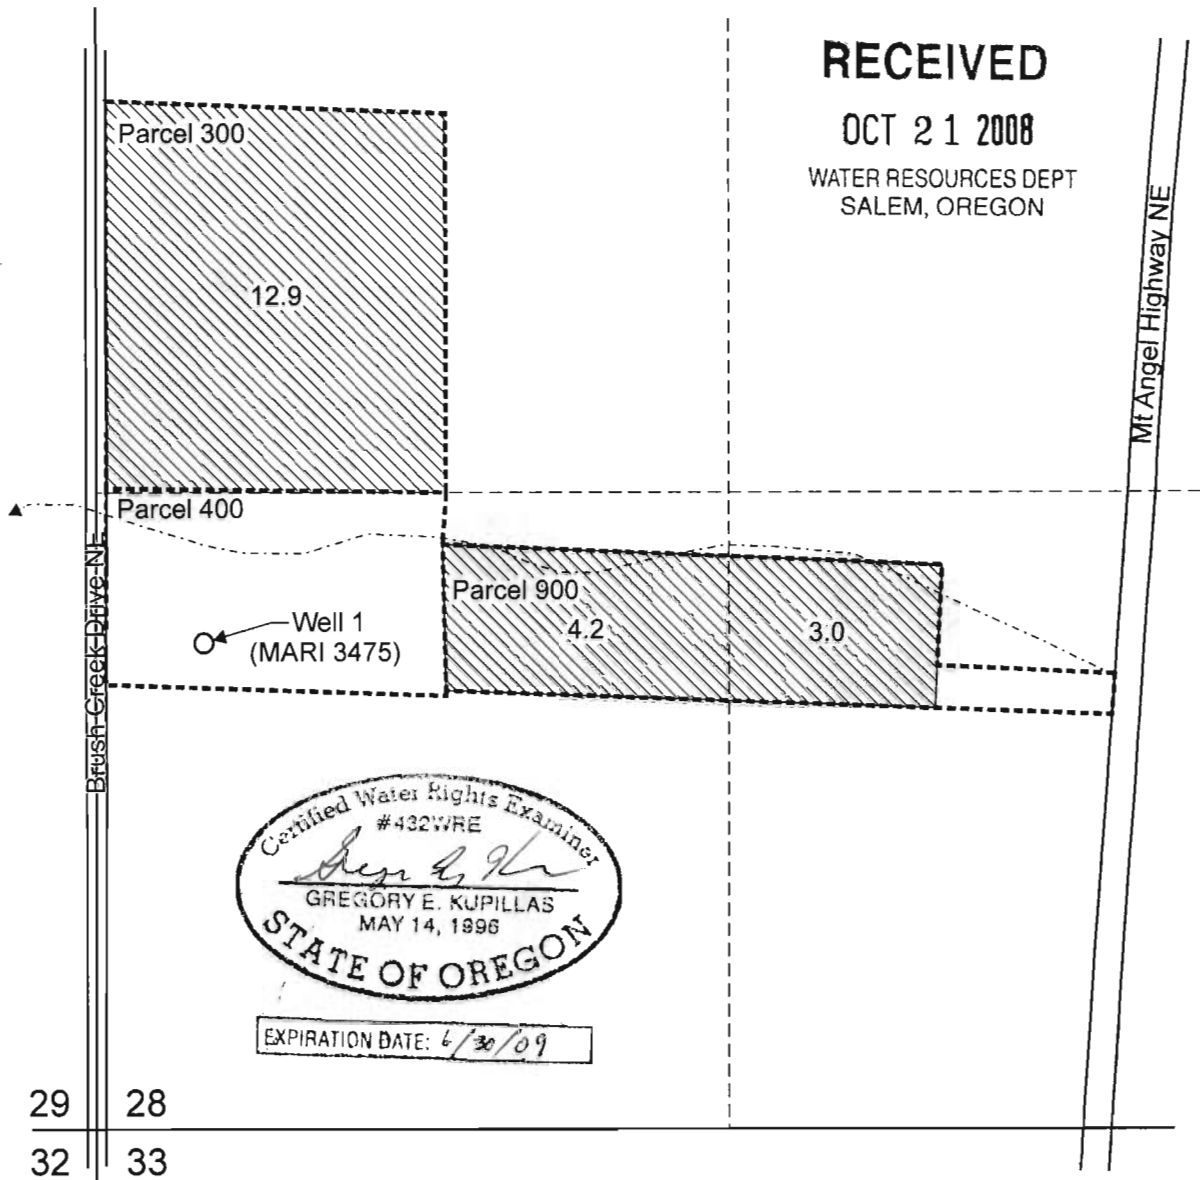 RECEIVED
OCT 21 2008
WATER RESOURCES DEPT
SALEM, OREGON
Parcel 300
12.9
Mt Angel Highway NE
Parcel 400
Brush Creek Drive NE
Well 1
(MARI 3475)
Parcel 900
4.2
3.0
Certified Water Rights Examiner
#432WRE
GREGORY E. KUPILLAS
MAY 14, 1996
STATE OF OREGON
EXPIRATION DATE: 6/30/09
29
28
32
33